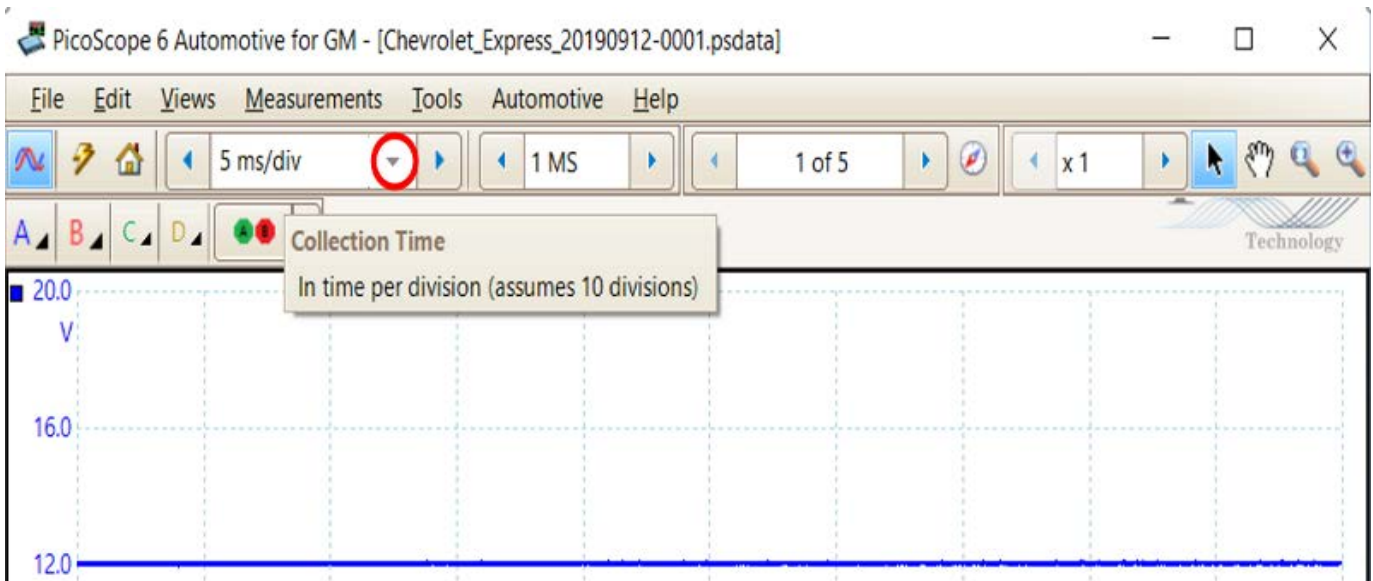 PicoScope 6 Automotive for GM - [Chevrolet_Express_20190912-0001.psdata]
File Edit Views Measurements Tools Automotive Help
5 ms/div 1 MS 1 of 5 x 1
A B C D A B
Technology
Collection Time
In time per division (assumes 10 divisions)
20.0
V
16.0
12.0